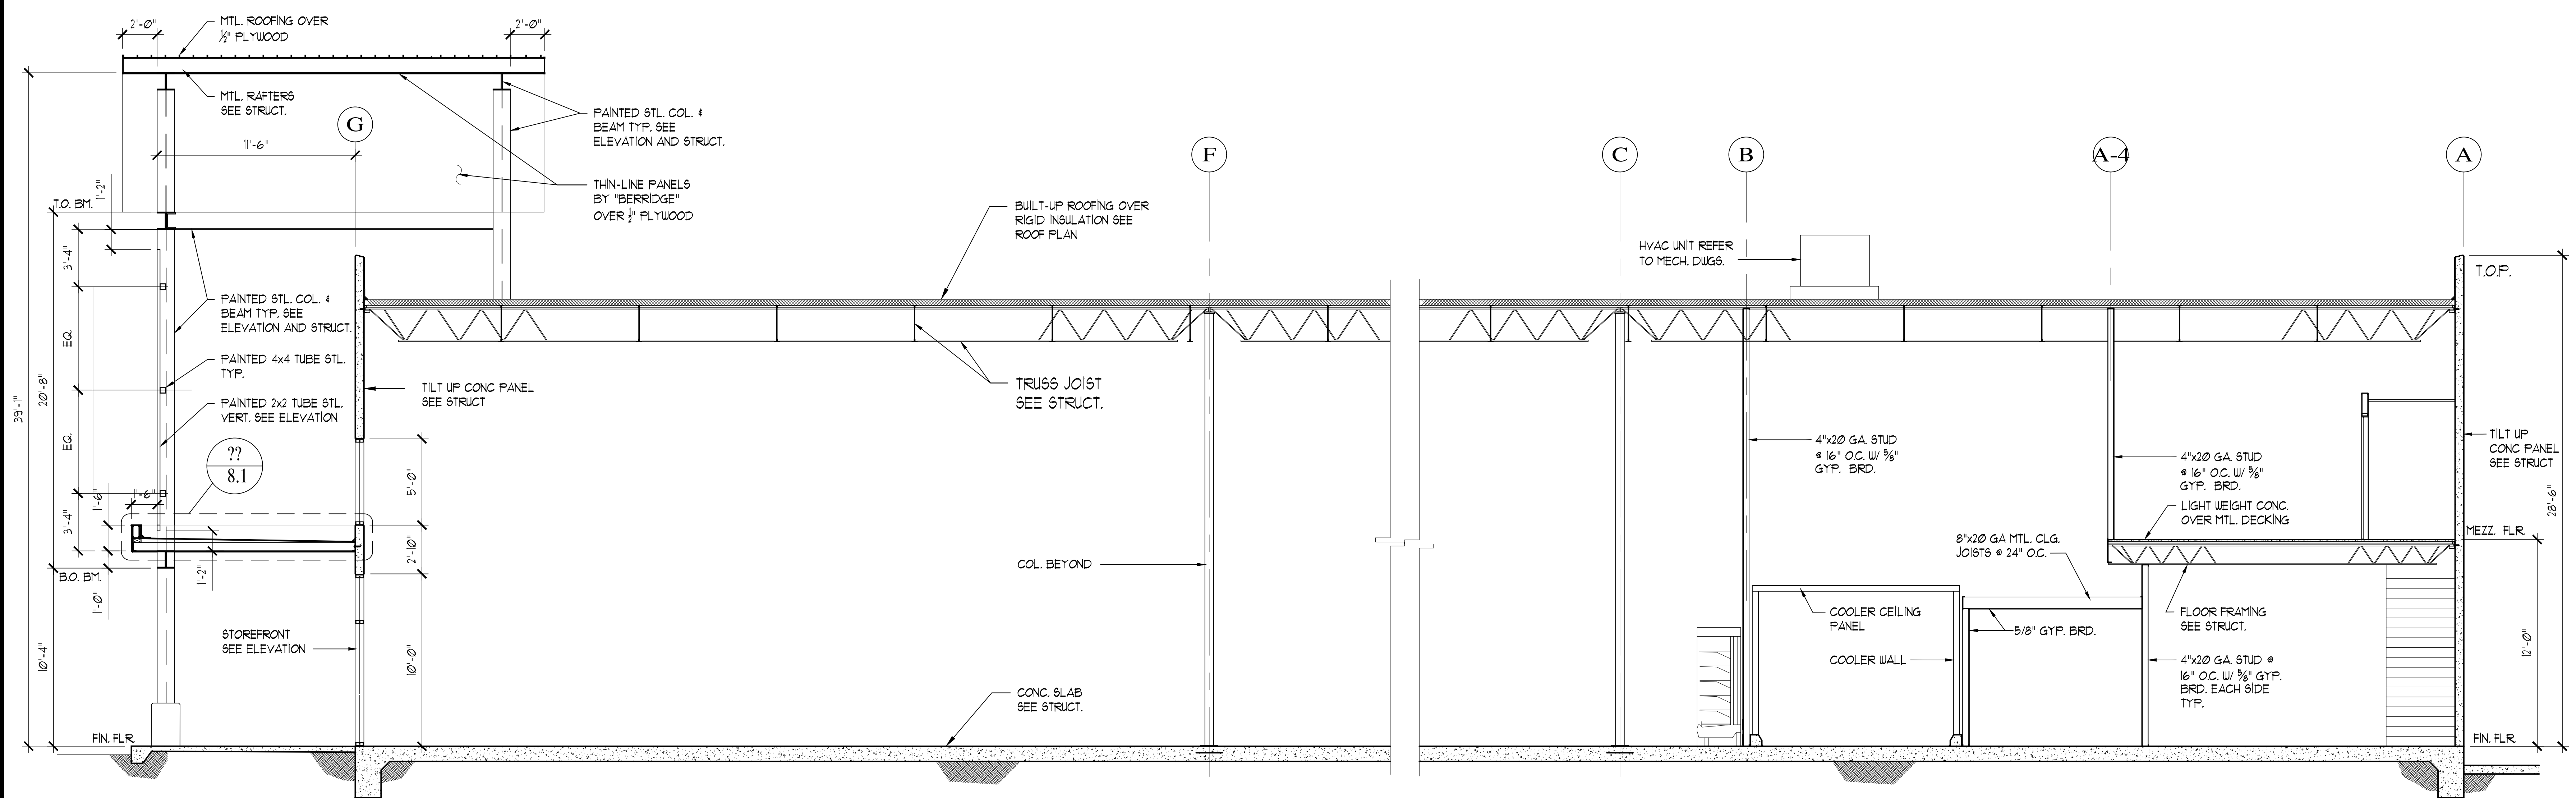 2'-0"
MTL. ROOFING OVER
½" PLYWOOD
2'-0"
MTL. RAFTERS
SEE STRUCT.
G
11'-6"
PAINTED STL. COL. &
BEAM TYP. SEE
ELEVATION AND STRUCT.
THIN-LINE PANELS
BY "BERRIDGE"
OVER ½" PLYWOOD
F
C
B
A-4
A
1'-2"
T.O. BM.
BUILT-UP ROOFING OVER
RIGID INSULATION SEE
ROOF PLAN
HVAC UNIT REFER
TO MECH. DWGS.
T.O.P.
3'-4"
PAINTED STL. COL. &
BEAM TYP. SEE
ELEVATION AND STRUCT.
EQ.
PAINTED 4x4 TUBE STL.
TYP.
TILT UP CONC PANEL
SEE STRUCT
TRUSS JOIST
SEE STRUCT.
39'-1"
20'-8"
PAINTED 2x2 TUBE STL.
VERT. SEE ELEVATION
EQ.
??
8.1
4"x20 GA. STUD
@ 16" O.C. W/ ⅝"
GYP. BRD.
4"x20 GA. STUD
@ 16" O.C. W/ ⅝"
GYP. BRD.
TILT UP
CONC PANEL
SEE STRUCT
28'-6"
1'-6"
1'-6"
5'-0"
3'-4"
LIGHT WEIGHT CONC.
OVER MTL. DECKING
MEZZ. FLR.
8"x20 GA MTL. CLG.
JOISTS @ 24" O.C.
2'-10"
1'-2"
COL. BEYOND
B.O. BM.
1'-0"
COOLER CEILING
PANEL
5/8" GYP. BRD.
FLOOR FRAMING
SEE STRUCT.
STOREFRONT
SEE ELEVATION
10'-4"
10'-0"
COOLER WALL
4"x20 GA. STUD @
16" O.C. W/ ⅝" GYP.
BRD. EACH SIDE
TYP.
12'-0"
CONC. SLAB
SEE STRUCT.
FIN. FLR.
FIN. FLR.